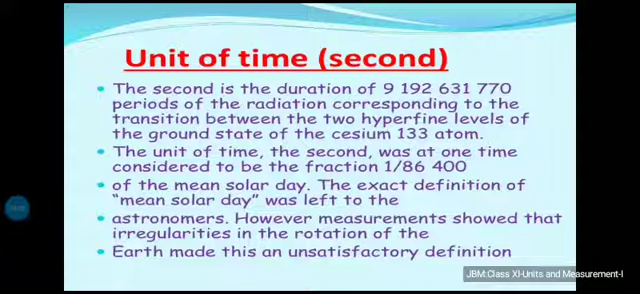 Unit of time (second)
• The second is the duration of 9 192 631 770
periods of the radiation corresponding to the
transition between the two hyperfine levels of
the ground state of the cesium 133 atom.
• The unit of time, the second, was at one time
considered to be the fraction 1/86 400
• of the mean solar day. The exact definition of
“mean solar day” was left to the
• astronomers. However measurements showed that
irregularities in the rotation of the
• Earth made this an unsatisfactory definition
JBM:Class XI-Units and Measurement-I